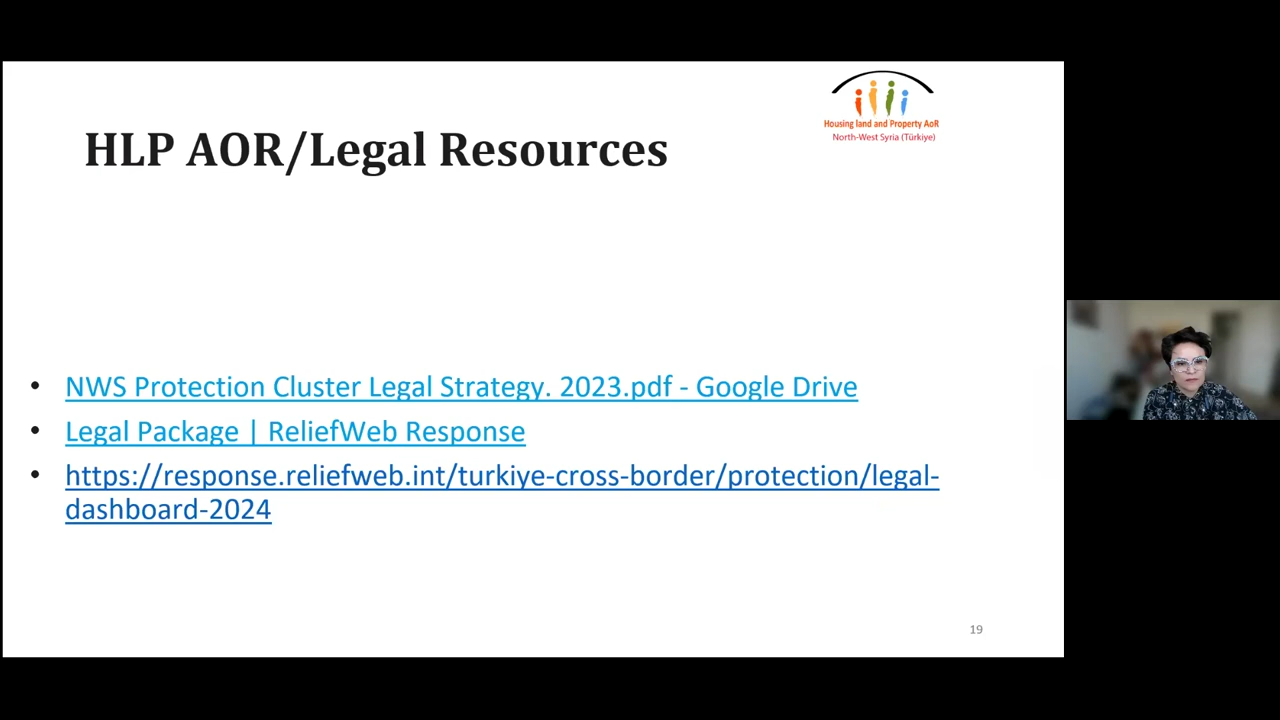 Housing land and Property AoR
North-West Syria (Türkiye)
HLP AOR/Legal Resources
• NWS Protection Cluster Legal Strategy. 2023.pdf - Google Drive
• Legal Package | ReliefWeb Response
• https://response.reliefweb.int/turkiye-cross-border/protection/legal-
dashboard-2024
19